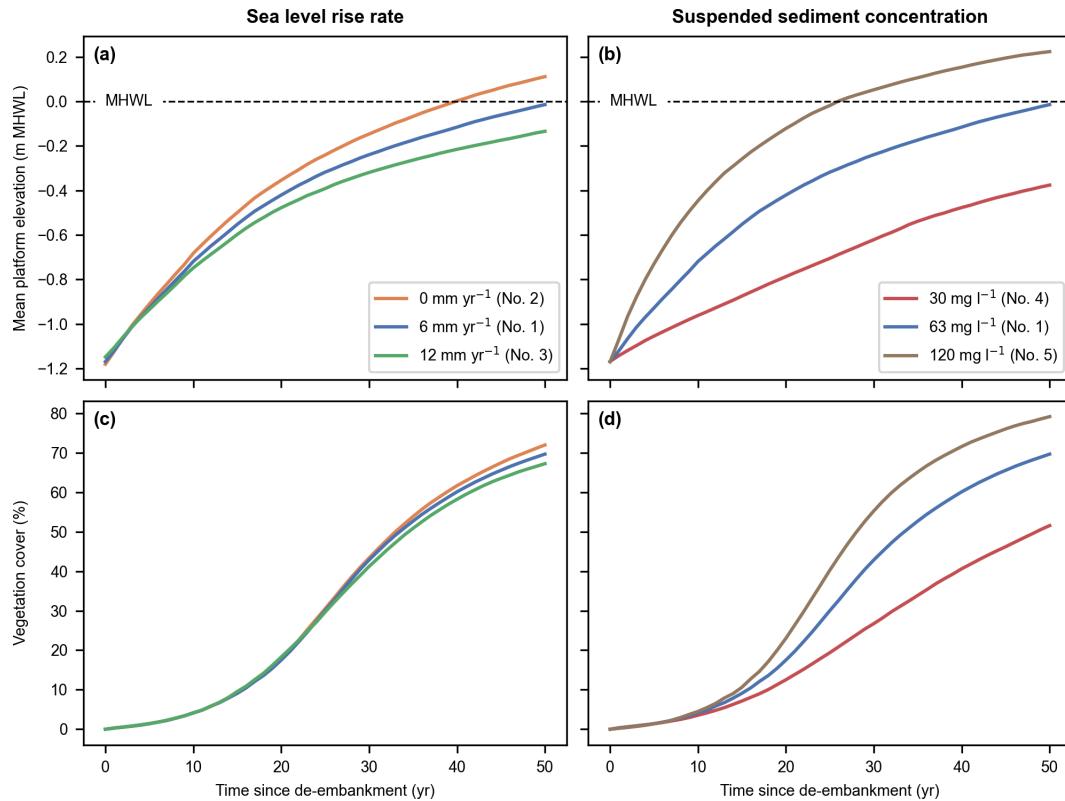 Sea level rise rate
Suspended sediment concentration
(a)
(b)
MHWL
MHWL
Mean platform elevation (m MHWL)
0.2
0.0
−0.2
−0.4
−0.6
−0.8
−1.0
−1.2
0 mm yr⁻¹ (No. 2)
6 mm yr⁻¹ (No. 1)
12 mm yr⁻¹ (No. 3)
30 mg l⁻¹ (No. 4)
63 mg l⁻¹ (No. 1)
120 mg l⁻¹ (No. 5)
(c)
(d)
Vegetation cover (%)
80
70
60
50
40
30
20
10
0
0 10 20 30 40 50
0 10 20 30 40 50
Time since de-embankment (yr)
Time since de-embankment (yr)